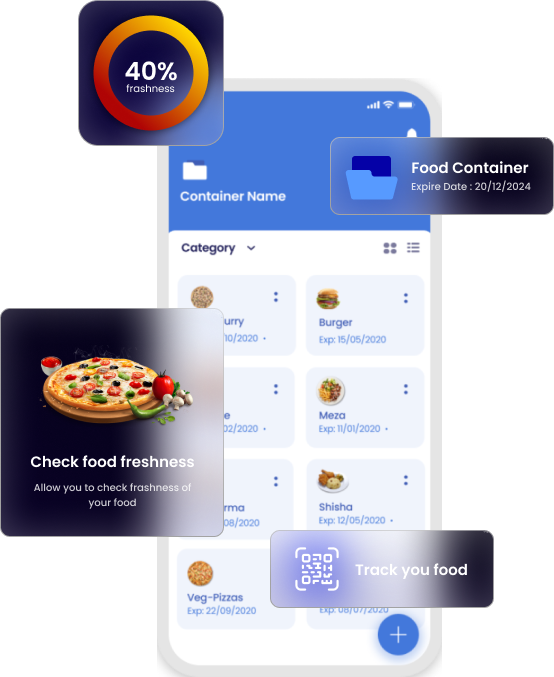 40%
frashness
Food Container
Expire Date : 20/12/2024
Container Name
Category
urry
10/2020
Burger
Exp: 15/05/2020
e
02/2020
Meza
Exp: 11/01/2020
Check food freshness
Allow you to check frashness of
your food
rma
08/2020
Shisha
Exp: 12/05/2020
Track you food
Veg-Pizzas
Exp: 22/09/2020
Exp: 08/07/2020